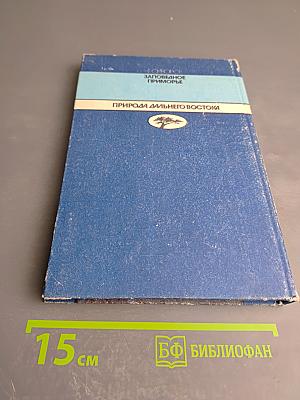 ЗАПОВЕДНОЕ
ПРИМОРЬЕ
ПРИРОДА ДАЛЬНЕГО ВОСТОКА
15 см
БФ БИБЛИОФАН